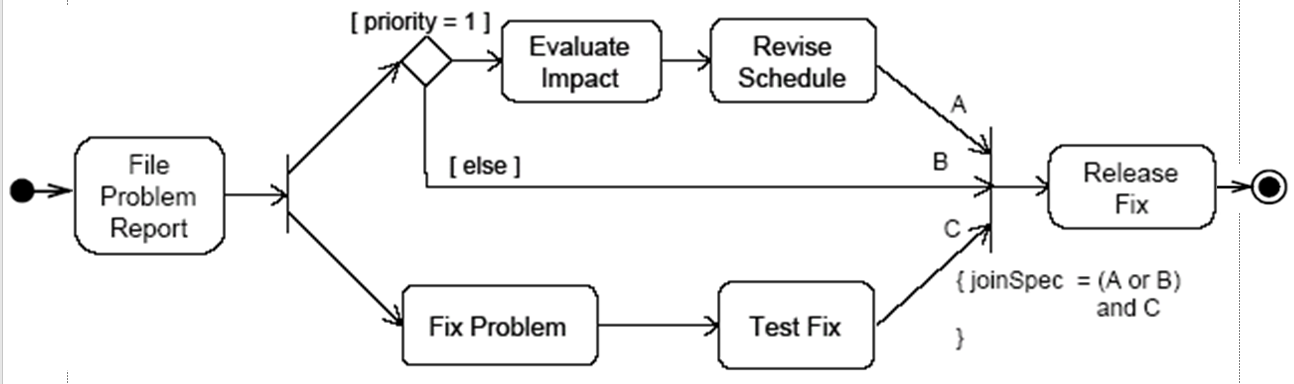 [ priority = 1 ]
Evaluate
Impact
Revise
Schedule
A
File
Problem
Report
[ else ]
B
Release
Fix
C
Fix Problem
Test Fix
{ joinSpec = (A or B)
and C
}